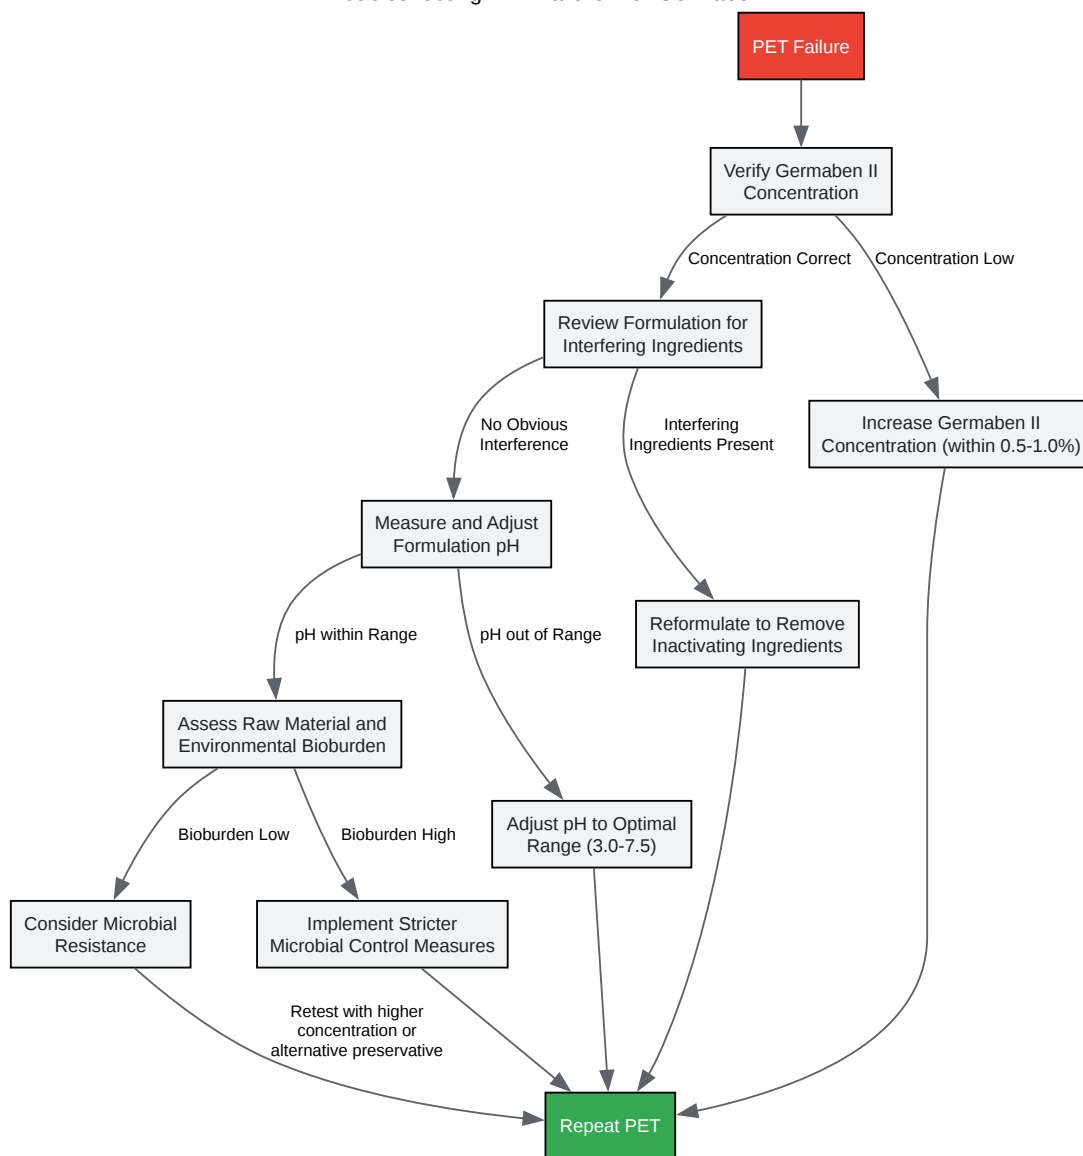 PET Failure
Verify Germaben II
Concentration
Concentration Correct
Concentration Low
Review Formulation for
Interfering Ingredients
No Obvious
Interference
Interfering
Ingredients Present
Increase Germaben II
Concentration (within 0.5-1.0%)
Measure and Adjust
Formulation pH
pH within Range
pH out of Range
Reformulate to Remove
Inactivating Ingredients
Assess Raw Material and
Environmental Bioburden
Bioburden Low
Bioburden High
Adjust pH to Optimal
Range (3.0-7.5)
Consider Microbial
Resistance
Implement Stricter
Microbial Control Measures
Retest with higher
concentration or
alternative preservative
Repeat PET